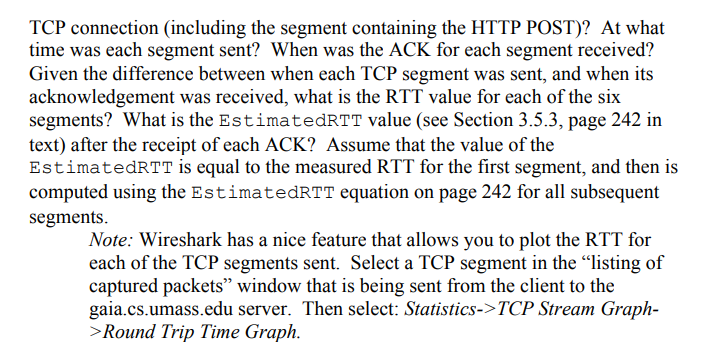 TCP connection (including the segment containing the HTTP POST)? At what
time was each segment sent? When was the ACK for each segment received?
Given the difference between when each TCP segment was sent, and when its
acknowledgement was received, what is the RTT value for each of the six
segments? What is the EstimatedRTT value (see Section 3.5.3, page 242 in
text) after the receipt of each ACK? Assume that the value of the
EstimatedRTT is equal to the measured RTT for the first segment, and then is
computed using the EstimatedRTT equation on page 242 for all subsequent
segments.
Note: Wireshark has a nice feature that allows you to plot the RTT for
each of the TCP segments sent. Select a TCP segment in the “listing of
captured packets” window that is being sent from the client to the
gaia.cs.umass.edu server. Then select: Statistics->TCP Stream Graph-
>Round Trip Time Graph.